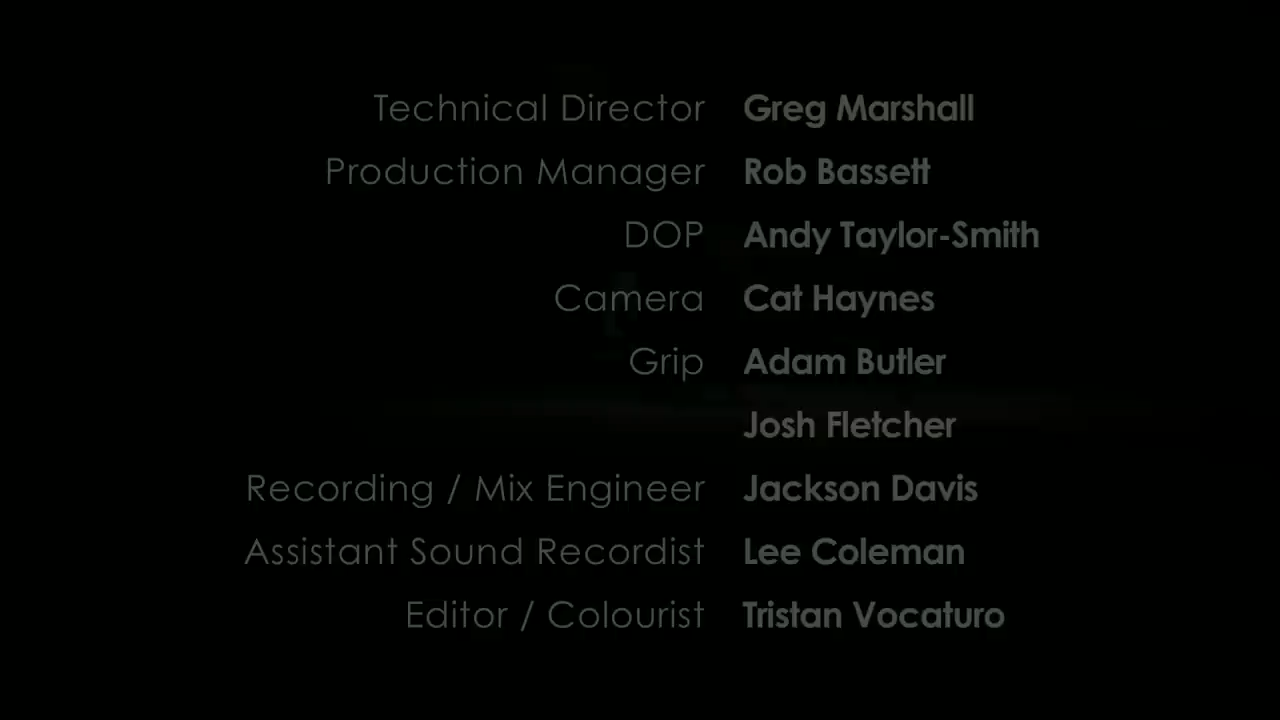 Technical Director Greg Marshall
Production Manager Rob Bassett
DOP Andy Taylor-Smith
Camera Cat Haynes
Grip Adam Butler
Josh Fletcher
Recording / Mix Engineer Jackson Davis
Assistant Sound Recordist Lee Coleman
Editor / Colourist Tristan Vocaturo